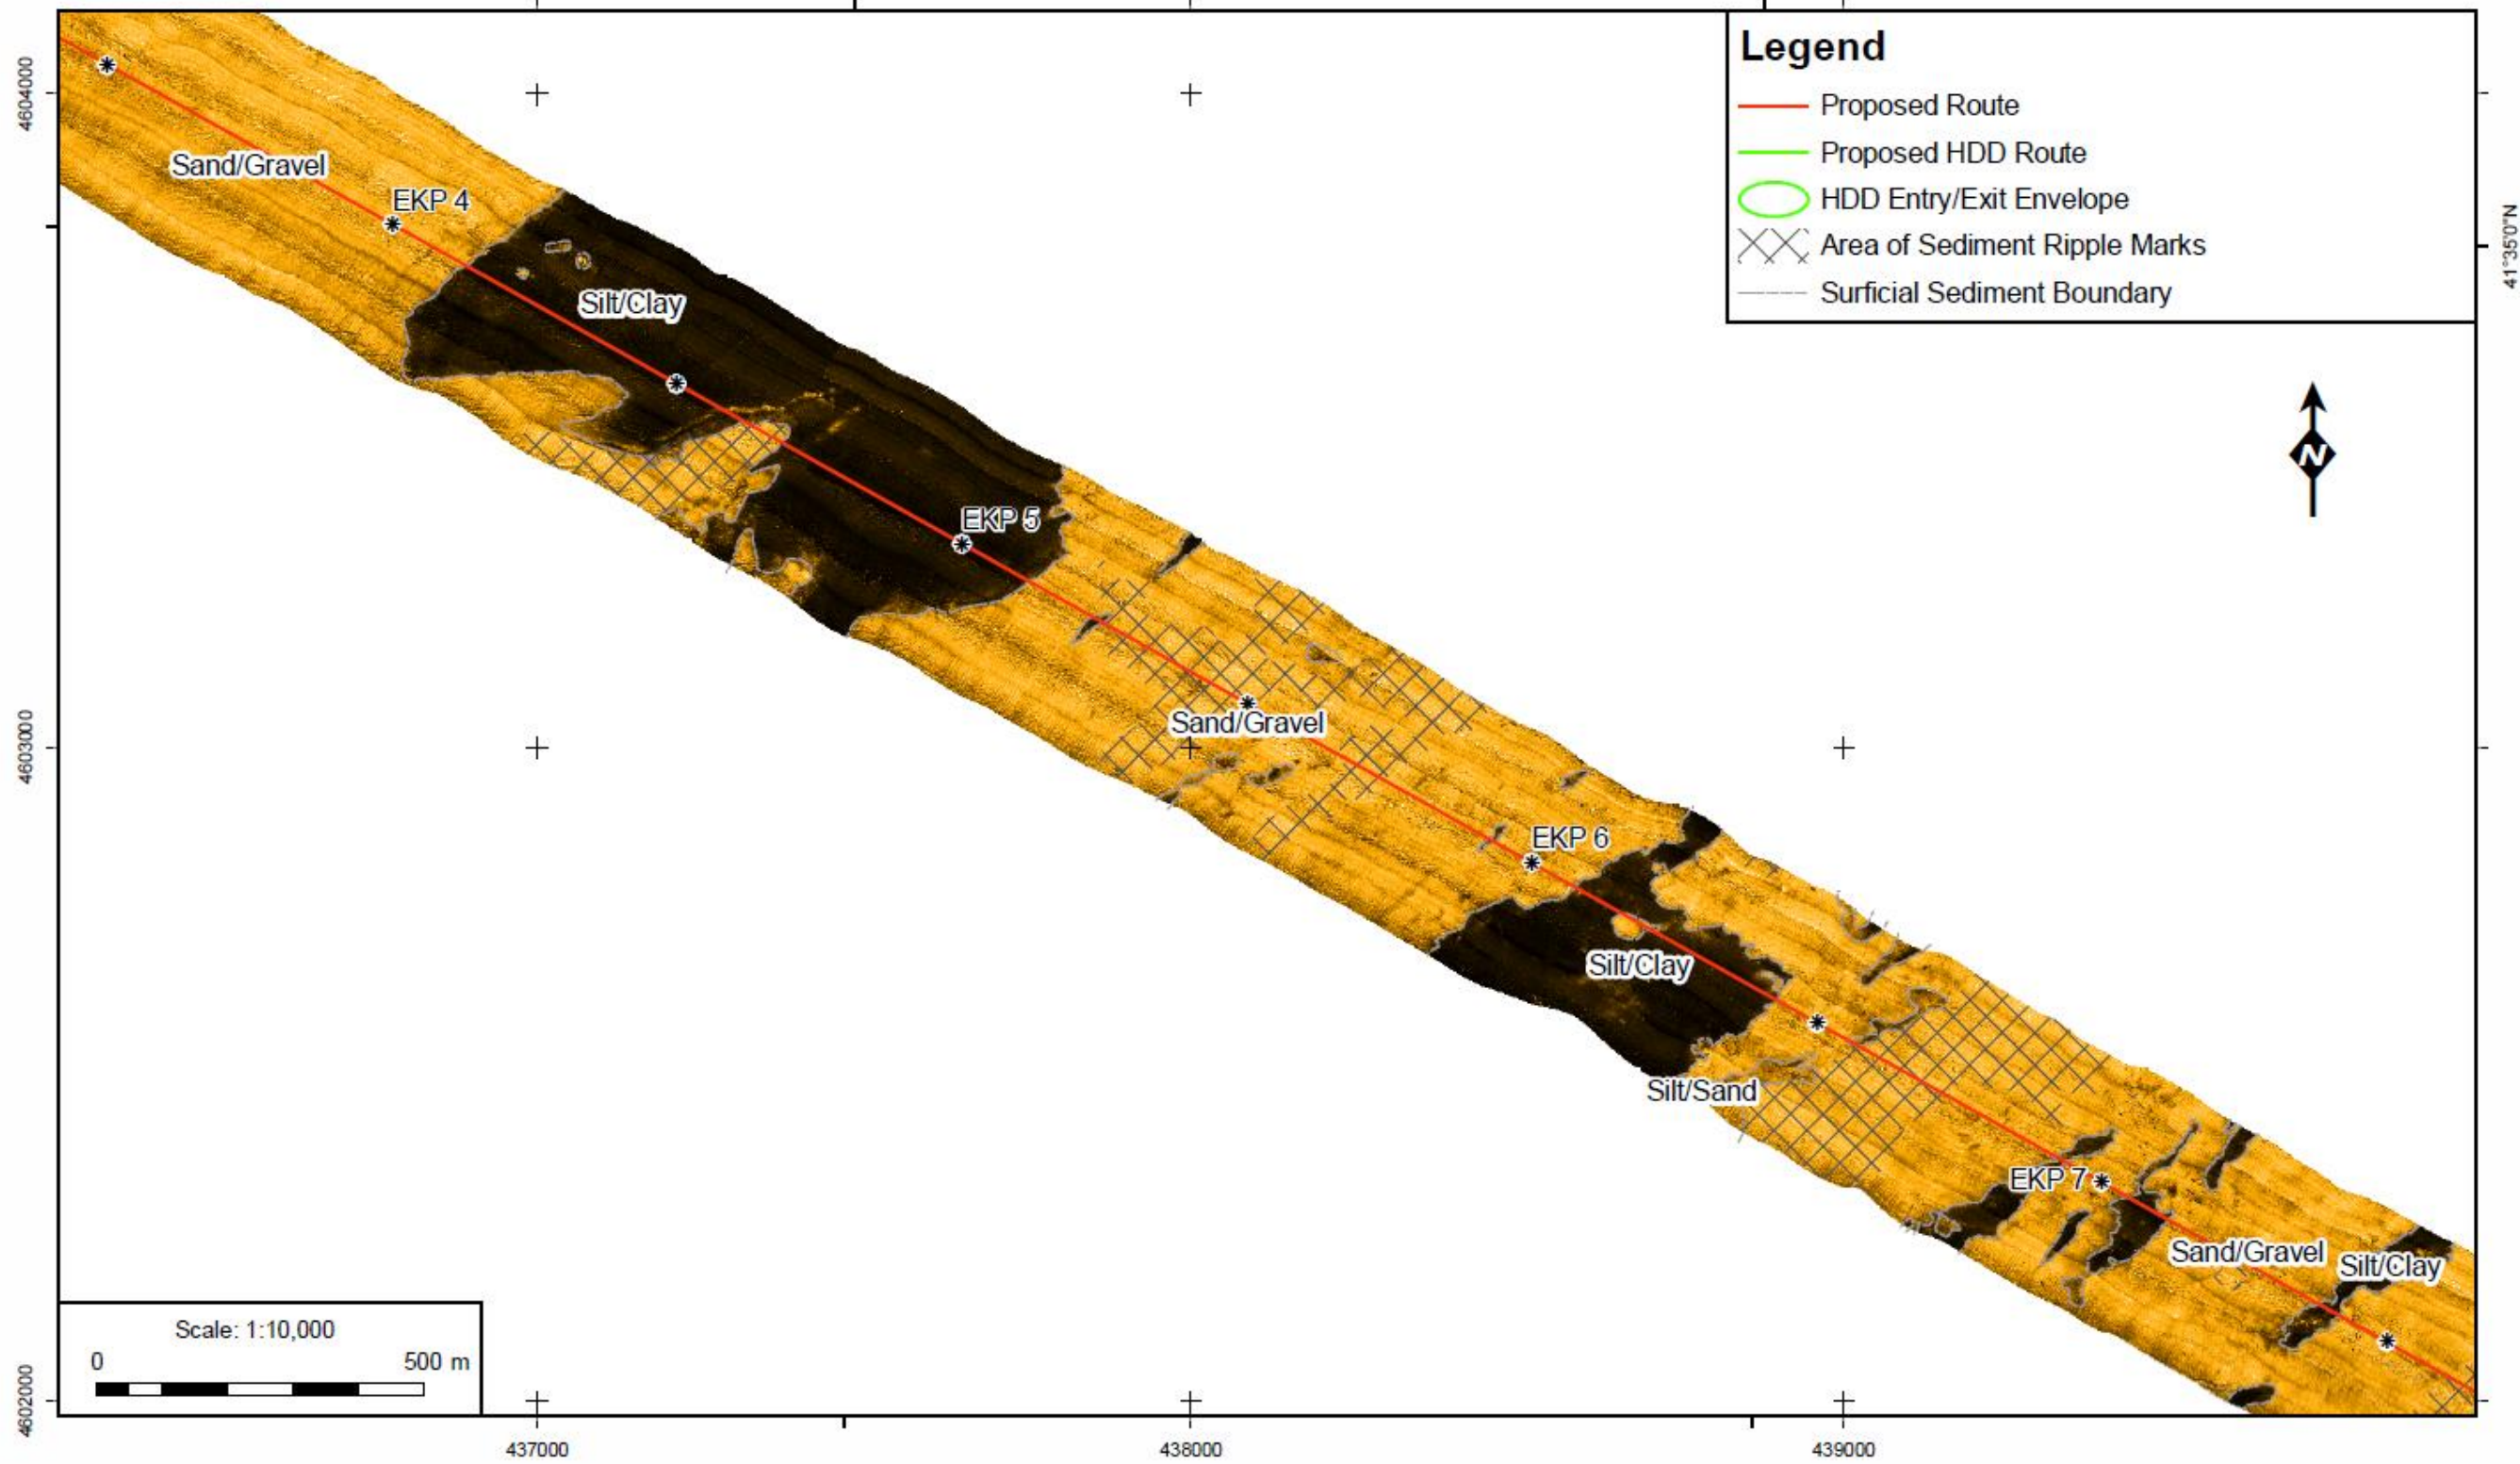 Legend
Proposed Route
Proposed HDD Route
HDD Entry/Exit Envelope
Area of Sediment Ripple Marks
Surficial Sediment Boundary
4604000
4603000
4602000
41°35'0"N
N
Sand/Gravel
EKP 4
Silt/Clay
EKP 5
Sand/Gravel
EKP 6
Silt/Clay
Silt/Sand
EKP 7
Sand/Gravel
Silt/Clay
Scale: 1:10,000
0 500 m
437000 438000 439000